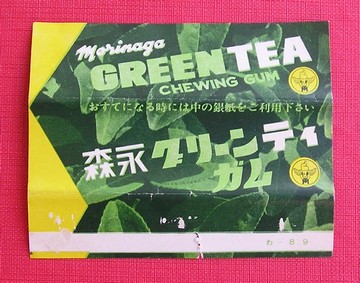 Morinaga
GREEN TEA
CHEWING GUM
おすてになる時には中の銀紙をご利用下さい
森永 グリーンティ
ガム
わ-89